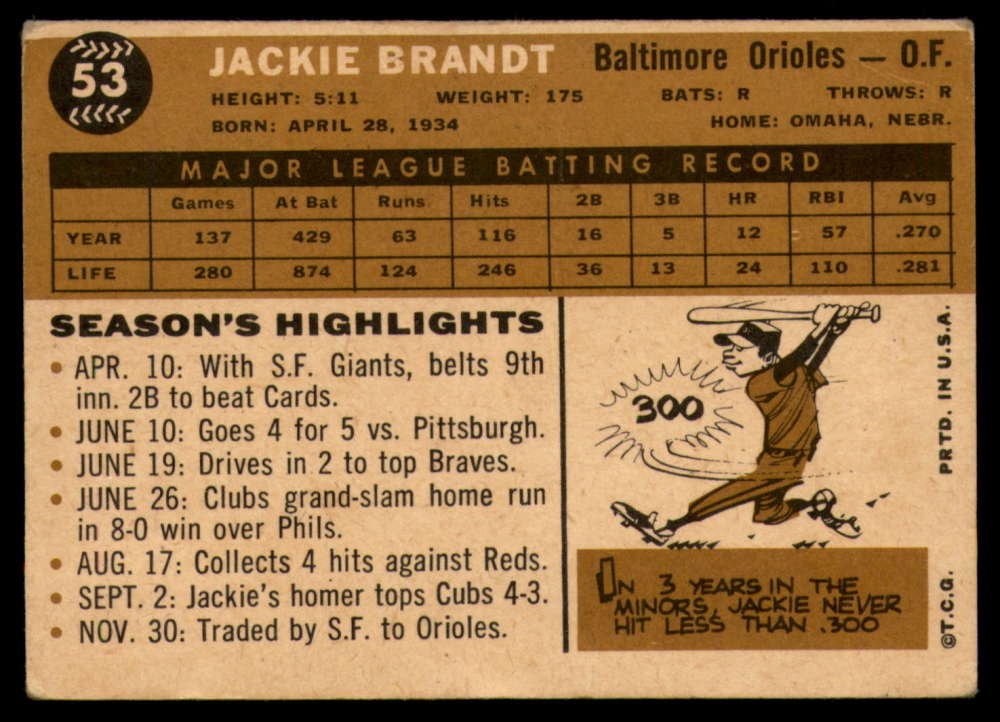 53
JACKIE BRANDT Baltimore Orioles — O.F.
HEIGHT: 5:11 WEIGHT: 175 BATS: R THROWS: R
BORN: APRIL 28, 1934 HOME: OMAHA, NEBR.
MAJOR LEAGUE BATTING RECORD
Games At Bat Runs Hits 2B 3B HR RBI Avg
YEAR 137 429 63 116 16 5 12 .57 .270
LIFE 280 874 124 246 36 13 24 110 .281
SEASON'S HIGHLIGHTS
• APR. 10: With S.F. Giants, belts 9th
inn. 2B to beat Cards.
• JUNE 10: Goes 4 for 5 vs. Pittsburgh.
• JUNE 19: Drives in 2 to top Braves.
• JUNE 26: Clubs grand-slam home run
in 8-0 win over Phils.
• AUG. 17: Collects 4 hits against Reds.
• SEPT. 2: Jackie's homer tops Cubs 4-3.
• NOV. 30: Traded by S.F. to Orioles.
300
IN 3 YEARS IN THE
MINORS, JACKIE NEVER
HIT LESS THAN .300
PRTD. IN U.S.A.
©T.C.G.